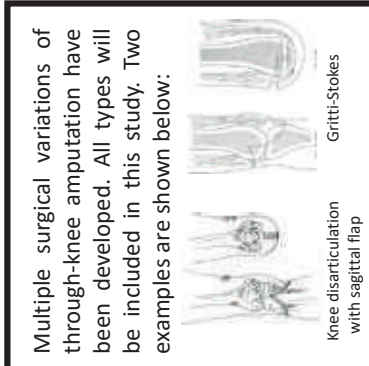 Multiple surgical variations of
through-knee amputation have
been developed. All types will
be included in this study. Two
examples are shown below:
Knee disarticulation
with sagittal flap
Gritti-Stokes